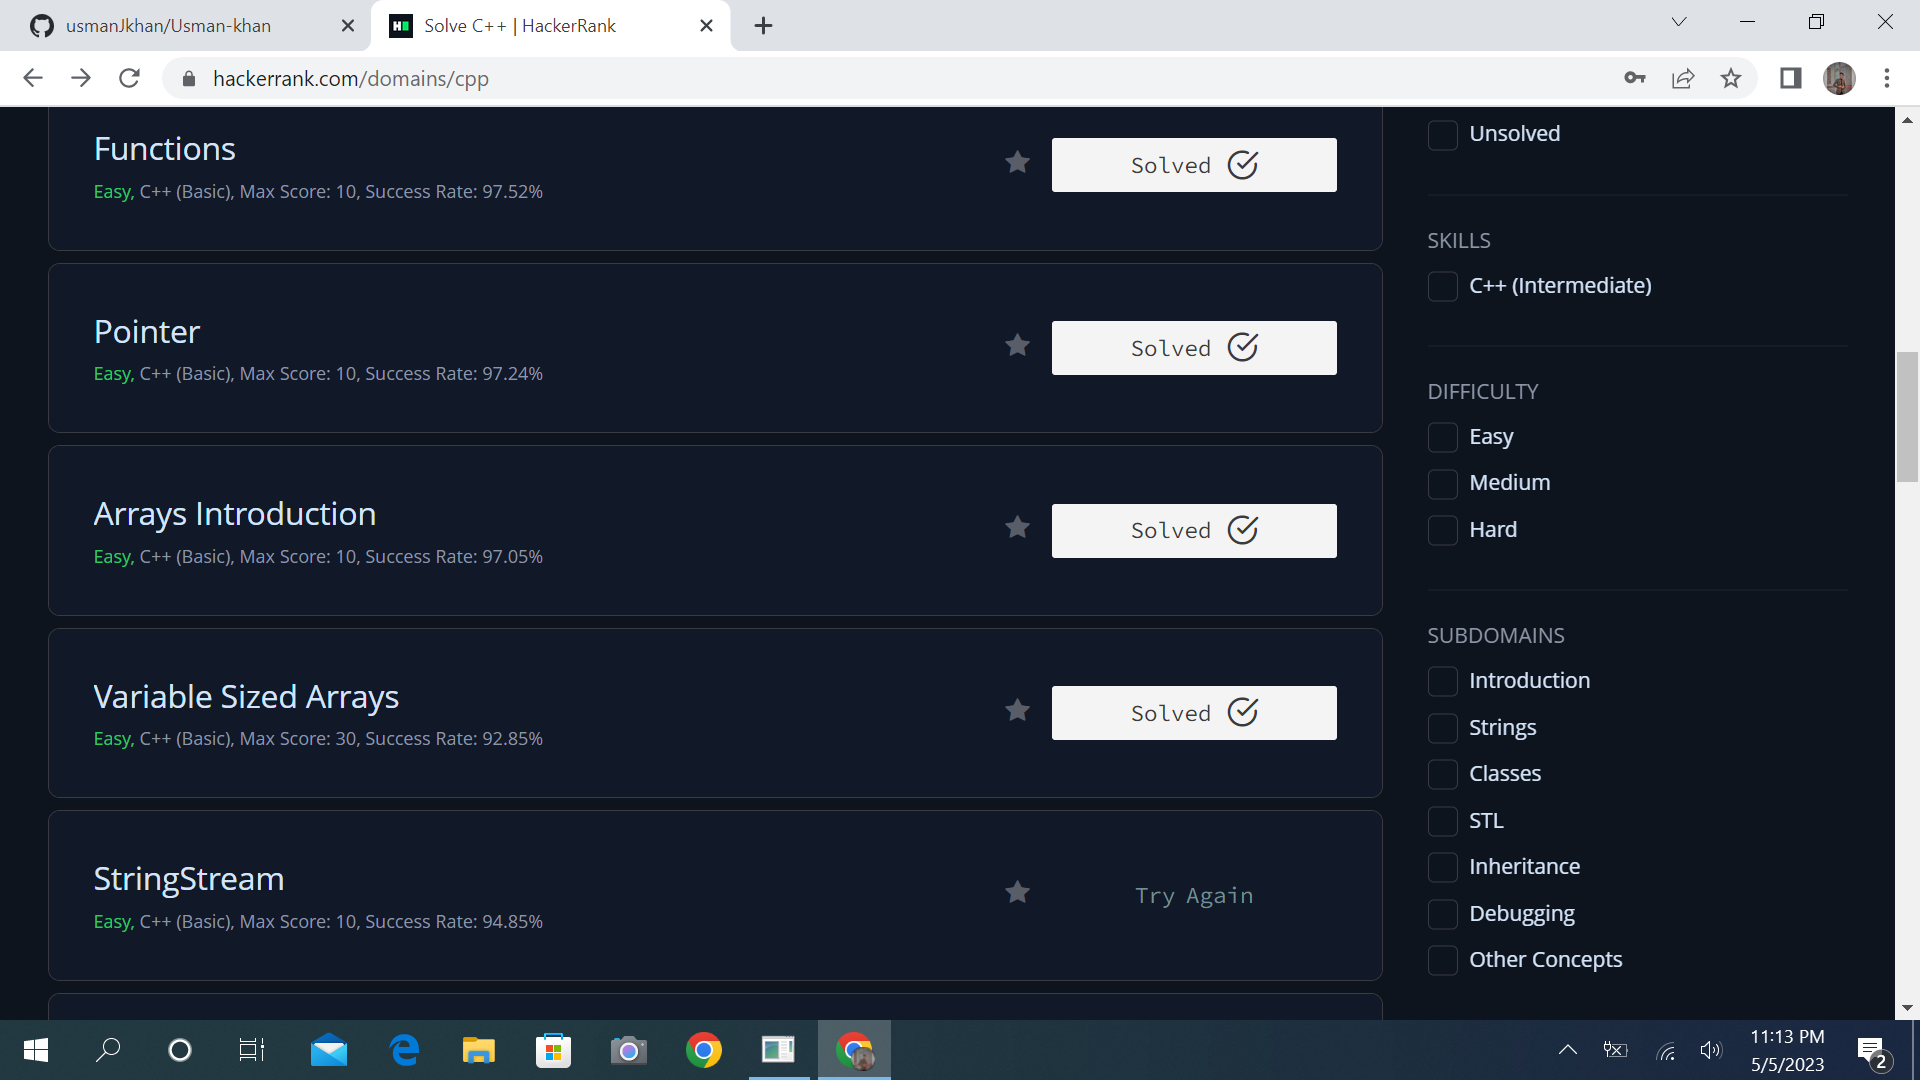 usmanJkhan/Usman-khan
Solve C++ | HackerRank
hackerrank.com/domains/cpp
Functions
Easy, C++ (Basic), Max Score: 10, Success Rate: 97.52%
Solved
Pointer
Easy, C++ (Basic), Max Score: 10, Success Rate: 97.24%
Solved
Arrays Introduction
Easy, C++ (Basic), Max Score: 10, Success Rate: 97.05%
Solved
Variable Sized Arrays
Easy, C++ (Basic), Max Score: 30, Success Rate: 92.85%
Solved
StringStream
Easy, C++ (Basic), Max Score: 10, Success Rate: 94.85%
Try Again
Unsolved
SKILLS
C++ (Intermediate)
DIFFICULTY
Easy
Medium
Hard
SUBDOMAINS
Introduction
Strings
Classes
STL
Inheritance
Debugging
Other Concepts
11:13 PM
5/5/2023
2